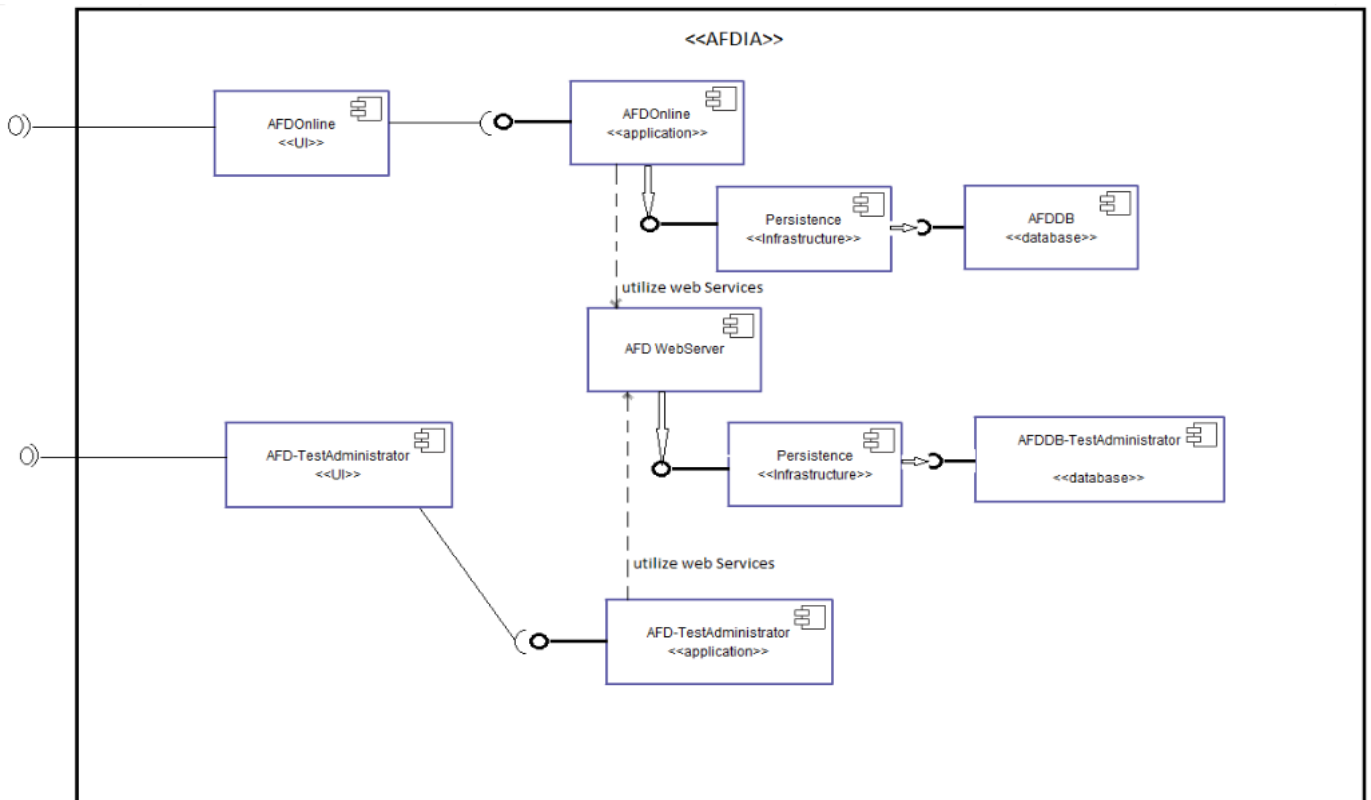 <<AFDIA>>
AFDOnline
<<UI>>
AFDOnline
<<application>>
Persistence
<<Infrastructure>>
AFDDB
<<database>>
utilize web Services
AFD WebServer
AFD-TestAdministrator
<<UI>>
Persistence
<<Infrastructure>>
AFDDB-TestAdministrator
<<database>>
utilize web Services
AFD-TestAdministrator
<<application>>